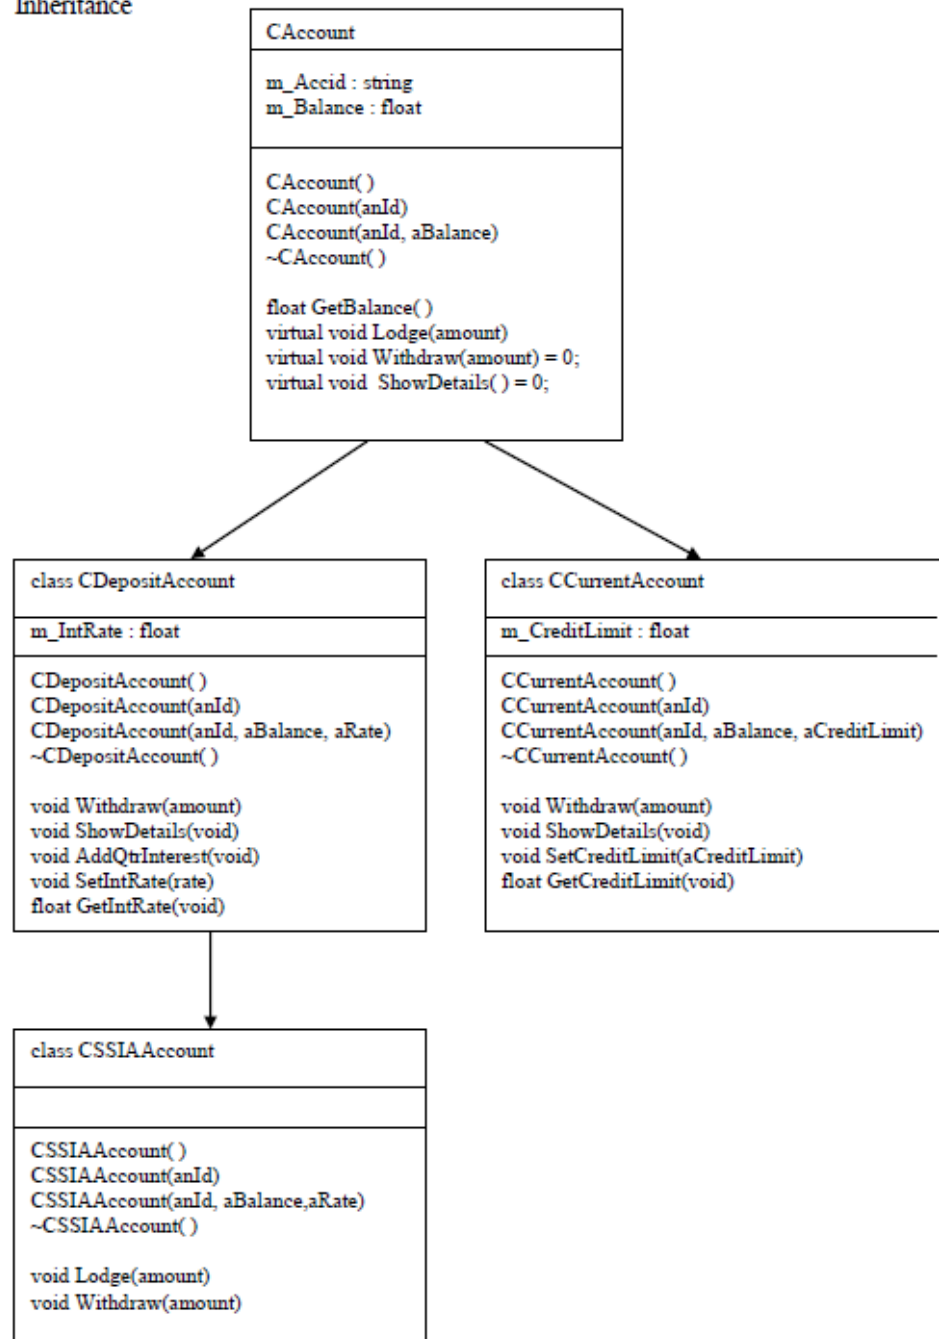 Inheritance
CAccount
m_Accid : string
m_Balance : float
CAccount( )
CAccount(anId)
CAccount(anId, aBalance)
~CAccount( )
float GetBalance( )
virtual void Lodge(amount)
virtual void Withdraw(amount) = 0;
virtual void ShowDetails( ) = 0;
class CDepositAccount
m_IntRate : float
CDepositAccount( )
CDepositAccount(anId)
CDepositAccount(anId, aBalance, aRate)
~CDepositAccount( )
void Withdraw(amount)
void ShowDetails(void)
void AddQtrInterest(void)
void SetIntRate(rate)
float GetIntRate(void)
class CCurrentAccount
m_CreditLimit : float
CCurrentAccount( )
CCurrentAccount(anId)
CCurrentAccount(anId, aBalance, aCreditLimit)
~CCurrentAccount( )
void Withdraw(amount)
void ShowDetails(void)
void SetCreditLimit(aCreditLimit)
float GetCreditLimit(void)
class CSSIAAccount
CSSIAAccount( )
CSSIAAccount(anId)
CSSIAAccount(anId, aBalance,aRate)
~CSSIAAccount( )
void Lodge(amount)
void Withdraw(amount)